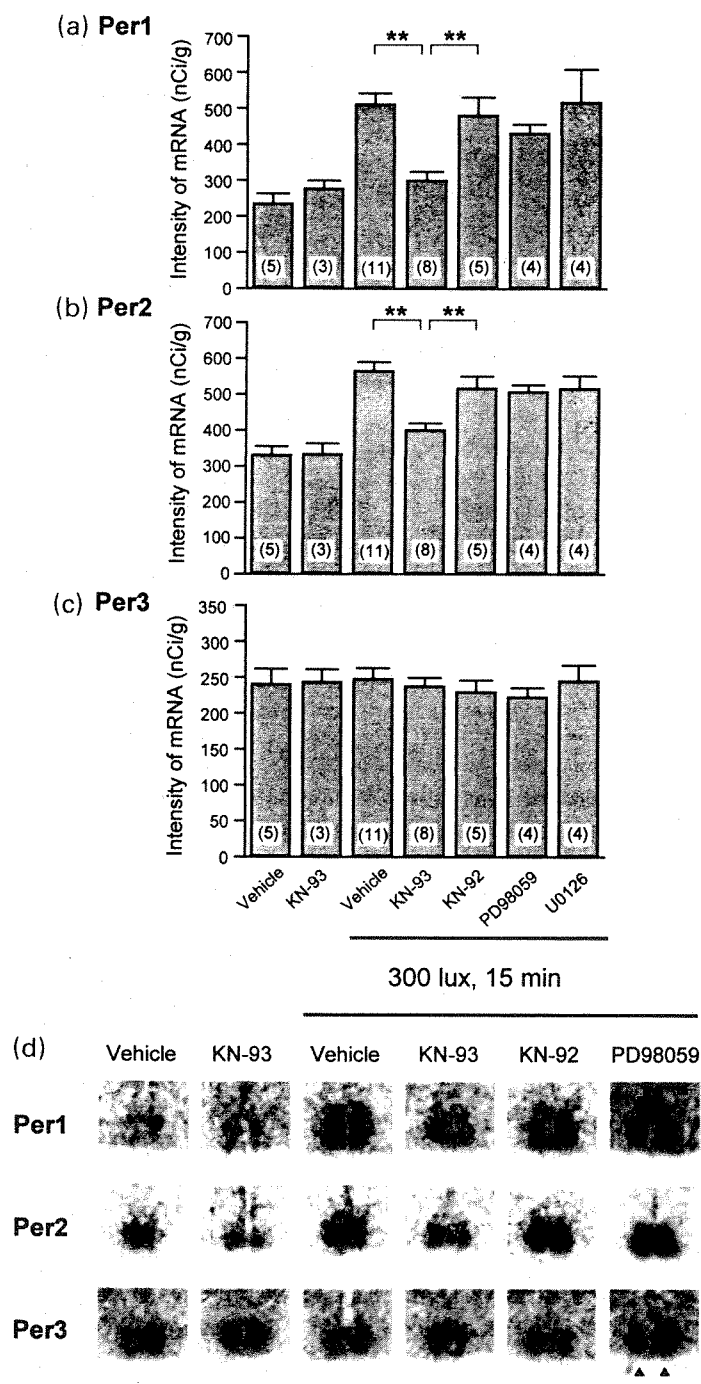 (a) Per1
Intensity of mRNA (nCi/g)
700
600
500
400
300
200
100
0
** **
(5) (3) (11) (8) (5) (4) (4)
(b) Per2
Intensity of mRNA (nCi/g)
700
600
500
400
300
200
100
0
** **
(5) (3) (11) (8) (5) (4) (4)
(c) Per3
Intensity of mRNA (nCi/g)
350
300
250
200
150
100
50
0
(5) (3) (11) (8) (5) (4) (4)
Vehicle KN-93 Vehicle KN-93 KN-92 PD98059 U0126
300 lux, 15 min
(d)
Vehicle KN-93 Vehicle KN-93 KN-92 PD98059
Per1
Per2
Per3